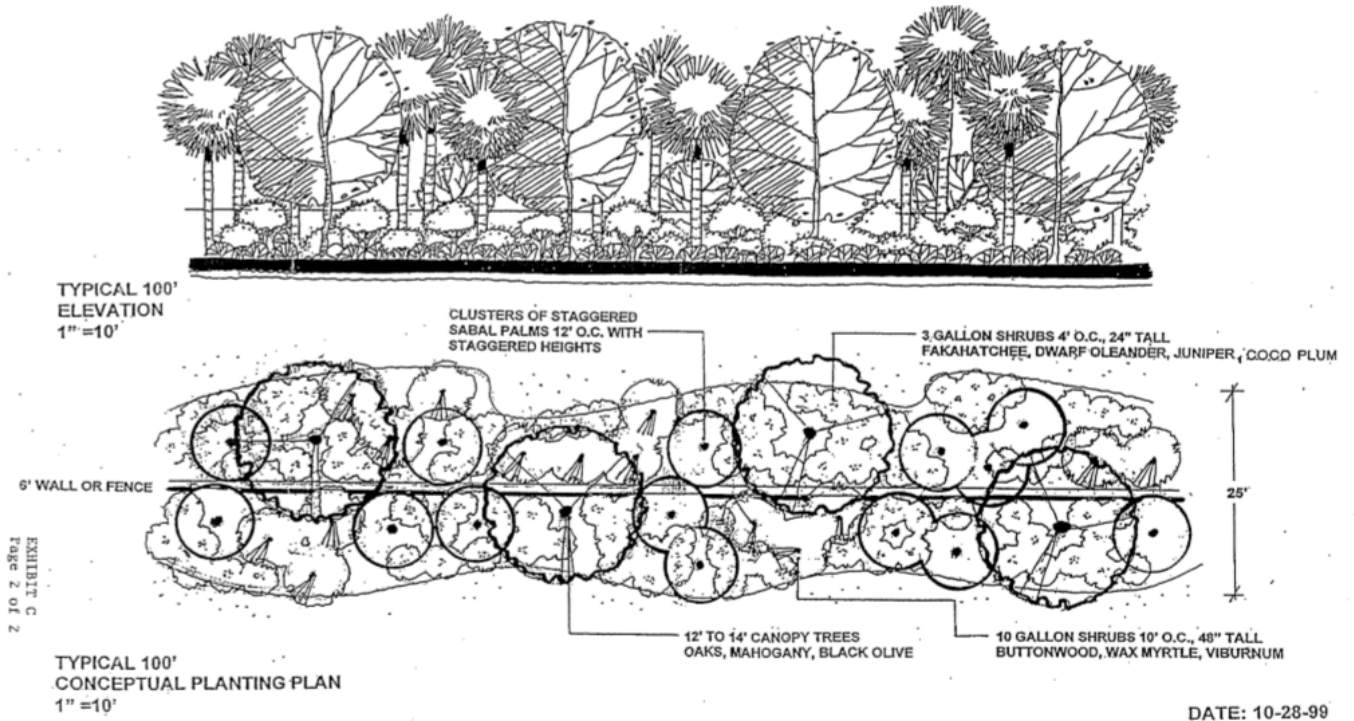 TYPICAL 100'
ELEVATION
1" =10'
CLUSTERS OF STAGGERED
SABAL PALMS 12' O.C. WITH
STAGGERED HEIGHTS
3 GALLON SHRUBS 4' O.C., 24" TALL
FAKAHATCHEE, DWARF OLEANDER, JUNIPER, COCO PLUM
6' WALL OR FENCE
25'
EXHIBIT C
Page 2 of 2
12' TO 14' CANOPY TREES
OAKS, MAHOGANY, BLACK OLIVE
10 GALLON SHRUBS 10' O.C., 48" TALL
BUTTONWOOD, WAX MYRTLE, VIBURNUM
TYPICAL 100'
CONCEPTUAL PLANTING PLAN
1" =10'
DATE: 10-28-99